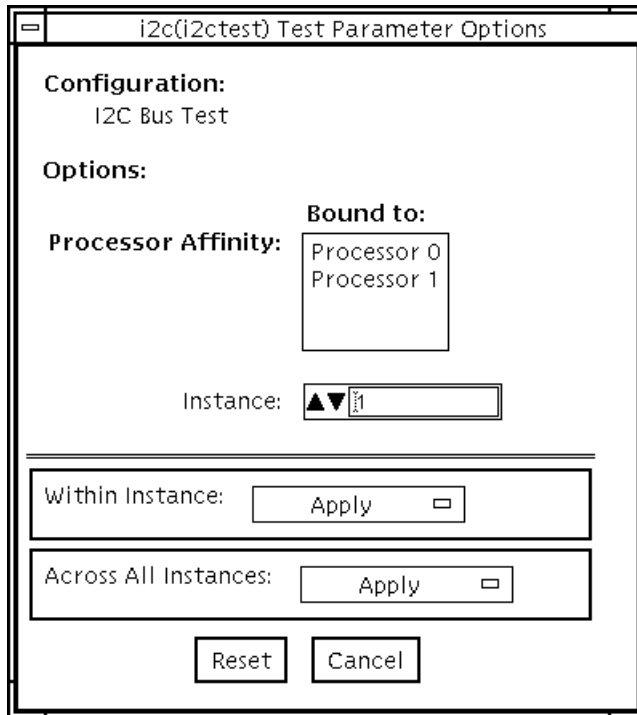 i2c(i2ctest) Test Parameter Options
Configuration:
I2C Bus Test
Options:
Bound to:
Processor Affinity:
Processor 0
Processor 1
Instance:
1
Within Instance:
Apply
Across All Instances:
Apply
Reset
Cancel